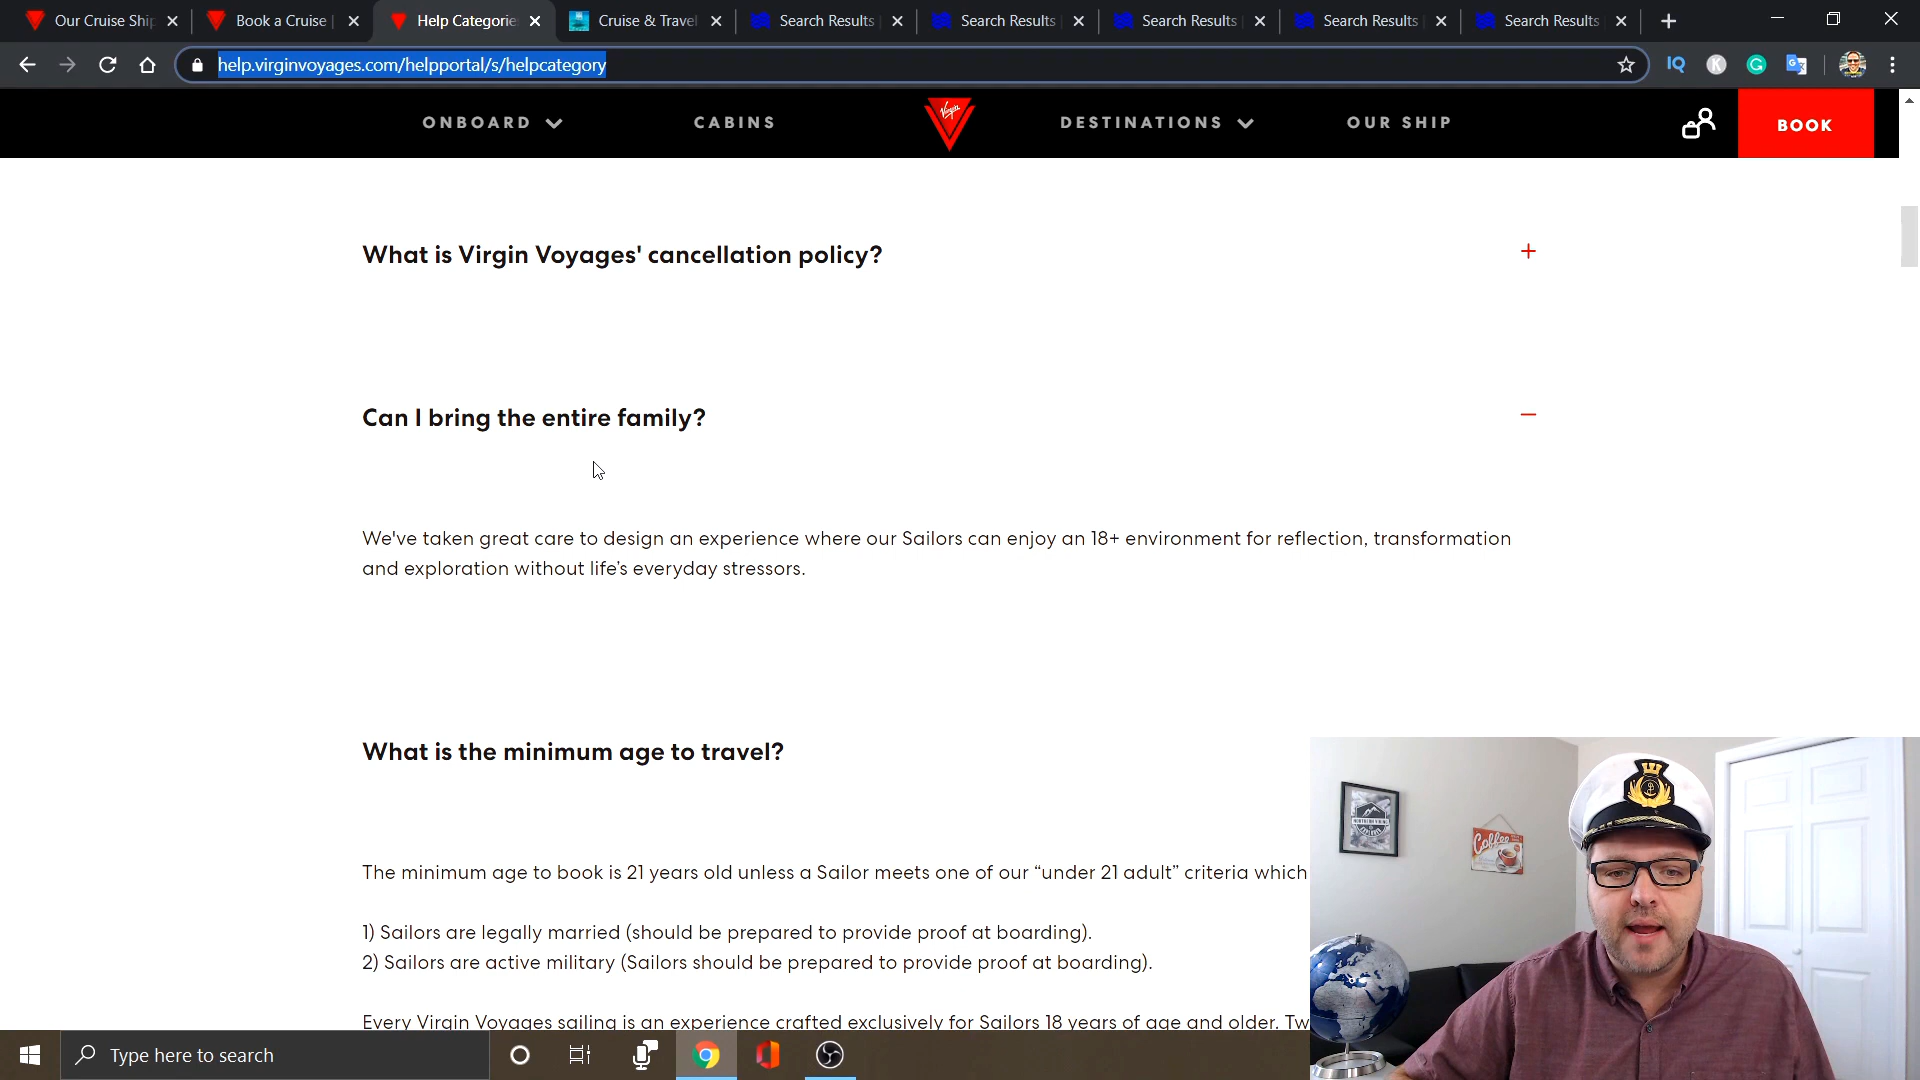 Our Cruise Ship
Book a Cruise |
Help Categorie
Cruise & Travel
Search Results
Search Results
Search Results
Search Results
Search Results
help.virginvoyages.com/helpportal/s/helpcategory
IQ
K
G
ONBOARD
CABINS
Virgin
DESTINATIONS
OUR SHIP
BOOK
What is Virgin Voyages' cancellation policy?
Can I bring the entire family?
We've taken great care to design an experience where our Sailors can enjoy an 18+ environment for reflection, transformation
and exploration without life's everyday stressors.
What is the minimum age to travel?
The minimum age to book is 21 years old unless a Sailor meets one of our “under 21 adult” criteria which
1) Sailors are legally married (should be prepared to provide proof at boarding).
2) Sailors are active military (Sailors should be prepared to provide proof at boarding).
Every Virgin Voyages sailing is an experience crafted exclusively for Sailors 18 years of age and older. Tw
Coffee
Type here to search